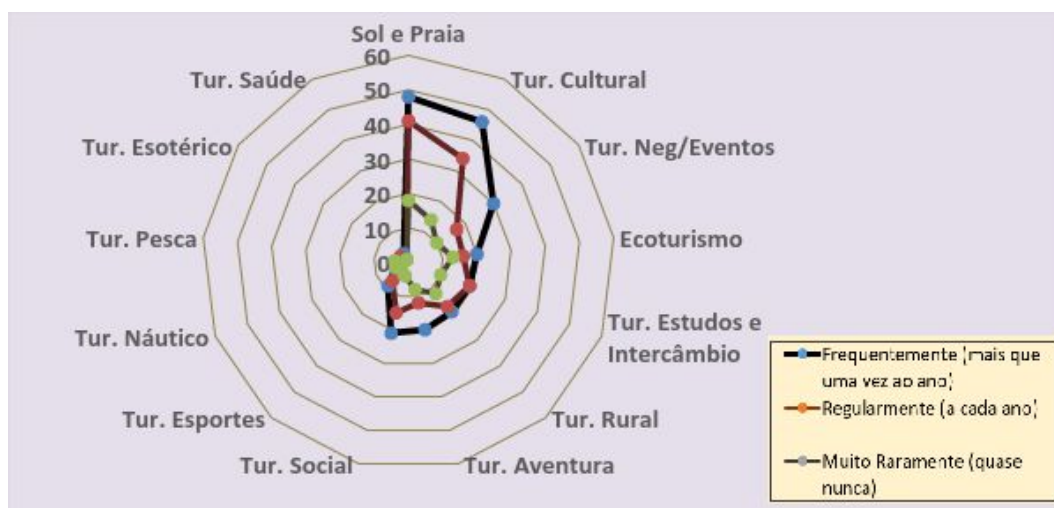 Sol e Praia
60
50
40
30
20
10
0
Tur. Cultural
Tur. Neg/Eventos
Ecoturismo
Tur. Estudos e
Intercâmbio
Tur. Rural
Tur. Aventura
Tur. Social
Tur. Esportes
Tur. Náutico
Tur. Pesca
Tur. Esotérico
Tur. Saúde
Frequentemente (mais que
uma vez ao ano)
Regularmente (a cada ano)
Muito Raramente (quase
nunca)